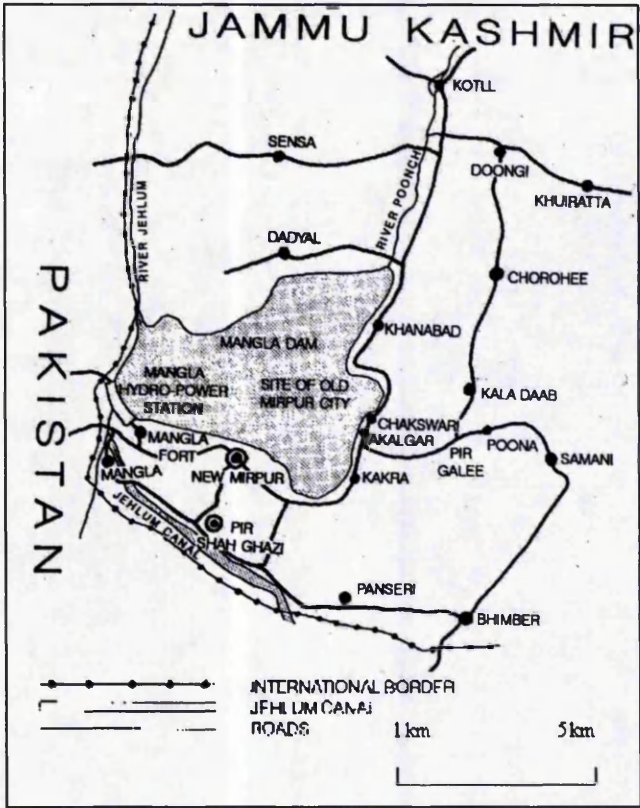 JAMMU KASHMIR
KOTLL
SENSA
DOONGI
KHUIRATTA
RIVER JEHLUM
RIVER POONCH
DADYAL
CHOROHEE
PAKISTAN
MANGLA DAM
KHANABAD
MANGLA
HYDRO-POWER
STATION
SITE OF OLD
MIRPUR CITY
KALA DAAB
CHAKSWARI
AKALGAR
MANGLA
FORT
PIR
GALEE
POONA
SAMANI
MANGLA
NEW MIRPUR
KAKRA
JEHLUM CANAL
PIR
SHAH GHAZI
PANSERI
BHIMBER
INTERNATIONAL BORDER
JEHLUM CANAL
ROADS
1 km 5 km